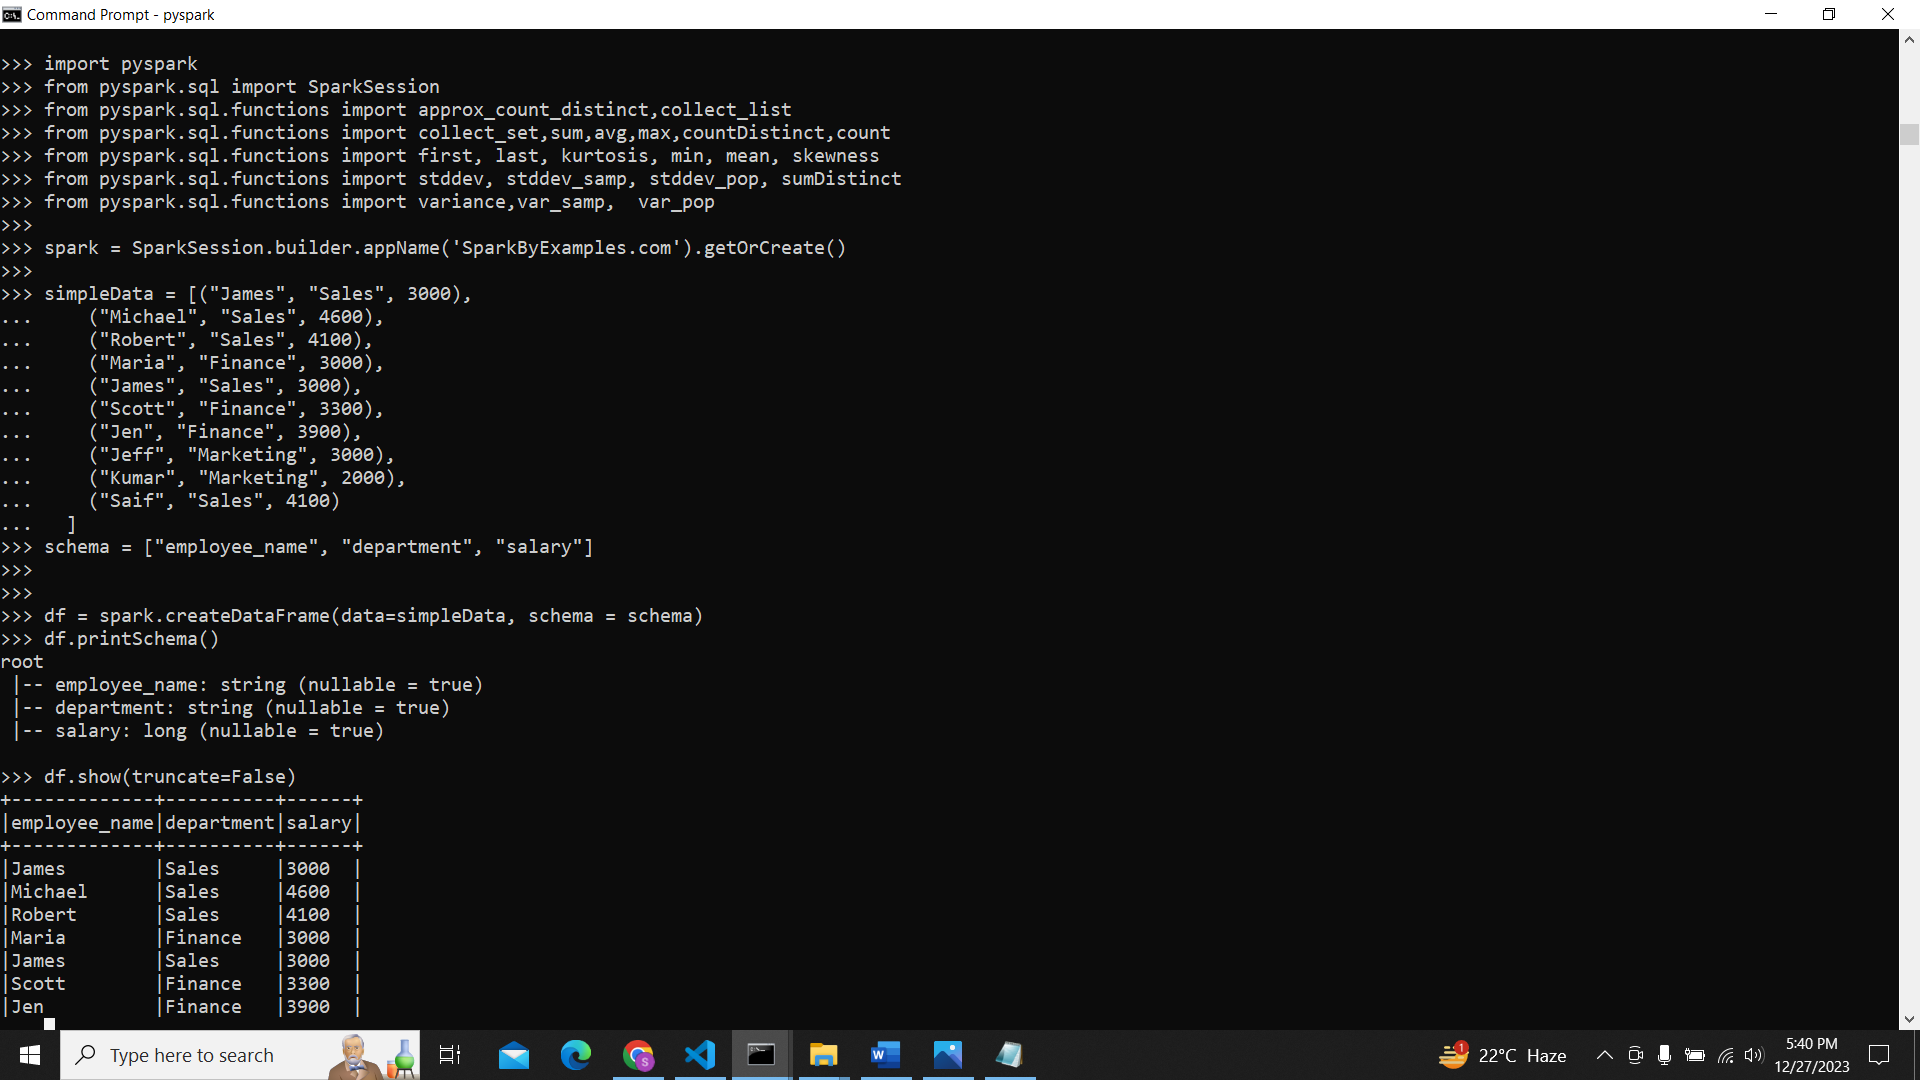 Command Prompt - pyspark
>>> import pyspark
>>> from pyspark.sql import SparkSession
>>> from pyspark.sql.functions import approx_count_distinct,collect_list
>>> from pyspark.sql.functions import collect_set,sum,avg,max,countDistinct,count
>>> from pyspark.sql.functions import first, last, kurtosis, min, mean, skewness
>>> from pyspark.sql.functions import stddev, stddev_samp, stddev_pop, sumDistinct
>>> from pyspark.sql.functions import variance,var_samp,  var_pop
>>>
>>> spark = SparkSession.builder.appName('SparkByExamples.com').getOrCreate()
>>>
>>> simpleData = [("James", "Sales", 3000),
...     ("Michael", "Sales", 4600),
...     ("Robert", "Sales", 4100),
...     ("Maria", "Finance", 3000),
...     ("James", "Sales", 3000),
...     ("Scott", "Finance", 3300),
...     ("Jen", "Finance", 3900),
...     ("Jeff", "Marketing", 3000),
...     ("Kumar", "Marketing", 2000),
...     ("Saif", "Sales", 4100)
...   ]
>>> schema = ["employee_name", "department", "salary"]
>>>
>>>
>>> df = spark.createDataFrame(data=simpleData, schema = schema)
>>> df.printSchema()
root
 |-- employee_name: string (nullable = true)
 |-- department: string (nullable = true)
 |-- salary: long (nullable = true)
>>> df.show(truncate=False)
+-------------+----------+------+
|employee_name|department|salary|
+-------------+----------+------+
|James        |Sales     |3000  |
|Michael      |Sales     |4600  |
|Robert       |Sales     |4100  |
|Maria        |Finance   |3000  |
|James        |Sales     |3000  |
|Scott        |Finance   |3300  |
|Jen          |Finance   |3900  |
Type here to search
1
22°C Haze
5:40 PM
12/27/2023